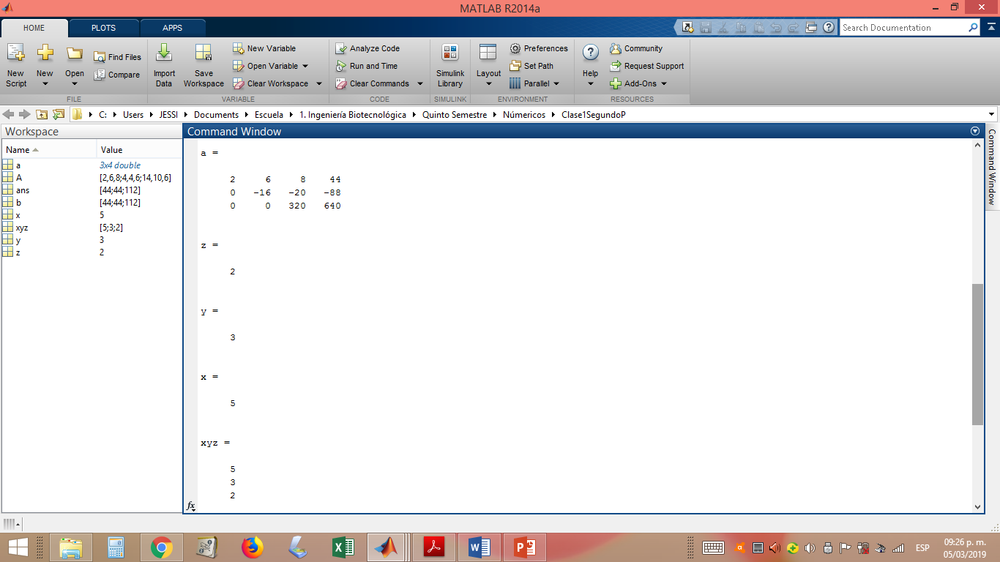 MATLAB R2014a
HOME PLOTS APPS Search Documentation
New Script New Open Find Files Compare Import Data Save Workspace New Variable Open Variable Clear Workspace Analyze Code Run and Time Clear Commands Simulink Library Layout Preferences Set Path Parallel Help Community Request Support Add-Ons
FILE VARIABLE CODE SIMULINK ENVIRONMENT RESOURCES
C: Users JESSI Documents Escuela 1. Ingeniería Biotecnológica Quinto Semestre Númericos Clase1SegundoP
Workspace
Name Value
a 3x4 double
A [2,6,8;4,4,6;14,10,6]
ans [44;44;112]
b [44;44;112]
x 5
xyz [5;3;2]
y 3
z 2
Command Window
a =
2 6 8 44
0 -16 -20 -88
0 0 320 640
z =
2
y =
3
x =
5
xyz =
5
3
2
fx
Command Window
ESP
09:26 p. m.
05/03/2019